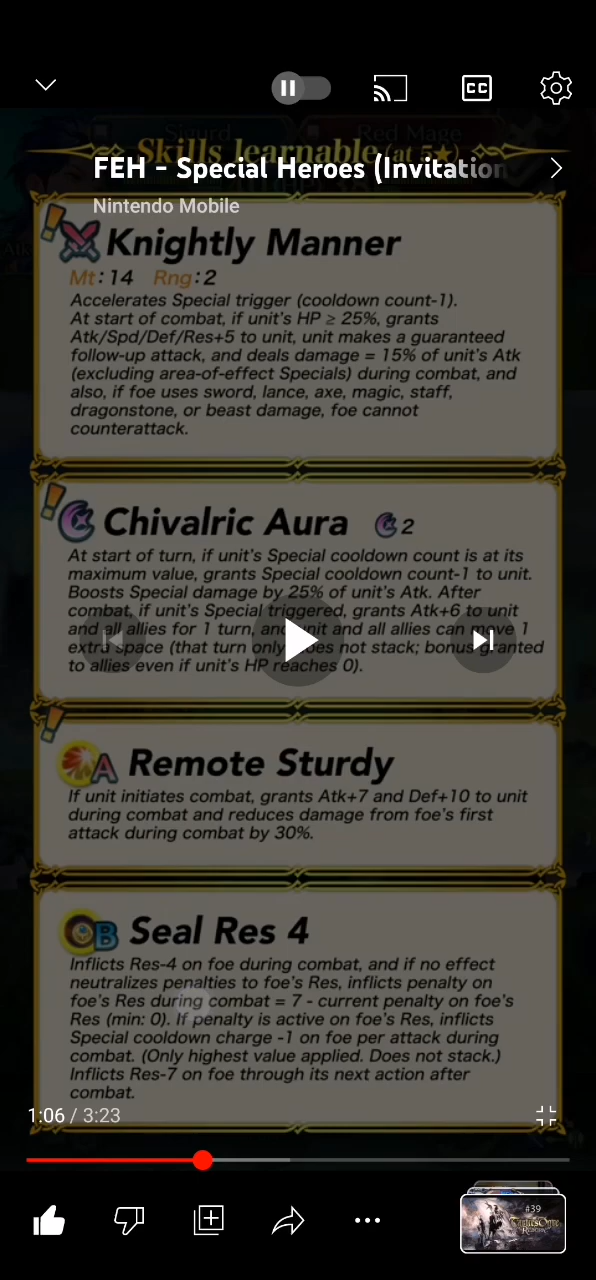 Sigurd
Red Mage
Skills learnable (at 5★)
FEH - Special Heroes (Invitation
Nintendo Mobile
CC
Atk
Knightly Manner
Mt: 14 Rng: 2
Accelerates Special trigger (cooldown count-1).
At start of combat, if unit's HP ≥ 25%, grants
Atk/Spd/Def/Res+5 to unit, unit makes a guaranteed
follow-up attack, and deals damage = 15% of unit's Atk
(excluding area-of-effect Specials) during combat, and
also, if foe uses sword, lance, axe, magic, staff,
dragonstone, or beast damage, foe cannot
counterattack.
Chivalric Aura 2
At start of turn, if unit's Special cooldown count is at its
maximum value, grants Special cooldown count-1 to unit.
Boosts Special damage by 25% of unit's Atk. After
combat, if unit's Special triggered, grants Atk+6 to unit
and all allies for 1 turn, and unit and all allies can move 1
extra space (that turn only; does not stack; bonus granted
to allies even if unit's HP reaches 0).
A Remote Sturdy
If unit initiates combat, grants Atk+7 and Def+10 to unit
during combat and reduces damage from foe's first
attack during combat by 30%.
B Seal Res 4
Inflicts Res-4 on foe during combat, and if no effect
neutralizes penalties to foe's Res, inflicts penalty on
foe's Res during combat = 7 - current penalty on foe's
Res (min: 0). If penalty is active on foe's Res, inflicts
Special cooldown charge -1 on foe per attack during
combat. (Only highest value applied. Does not stack.)
Inflicts Res-7 on foe through its next action after
combat.
1:06 / 3:23
#39
Tactics Ogre